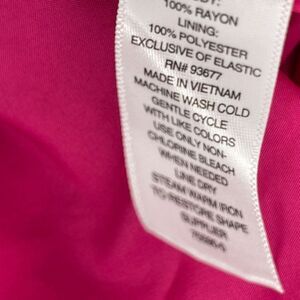 BODY:
100% RAYON
LINING:
100% POLYESTER
EXCLUSIVE OF ELASTIC
RN# 93677
MADE IN VIETNAM
MACHINE WASH COLD
GENTLE CYCLE
WITH LIKE COLORS
USE ONLY NON-
CHLORINE BLEACH
WHEN NEEDED
LINE DRY
STEAM WARM IRON
TO RESTORE SHAPE
SUPPLIER